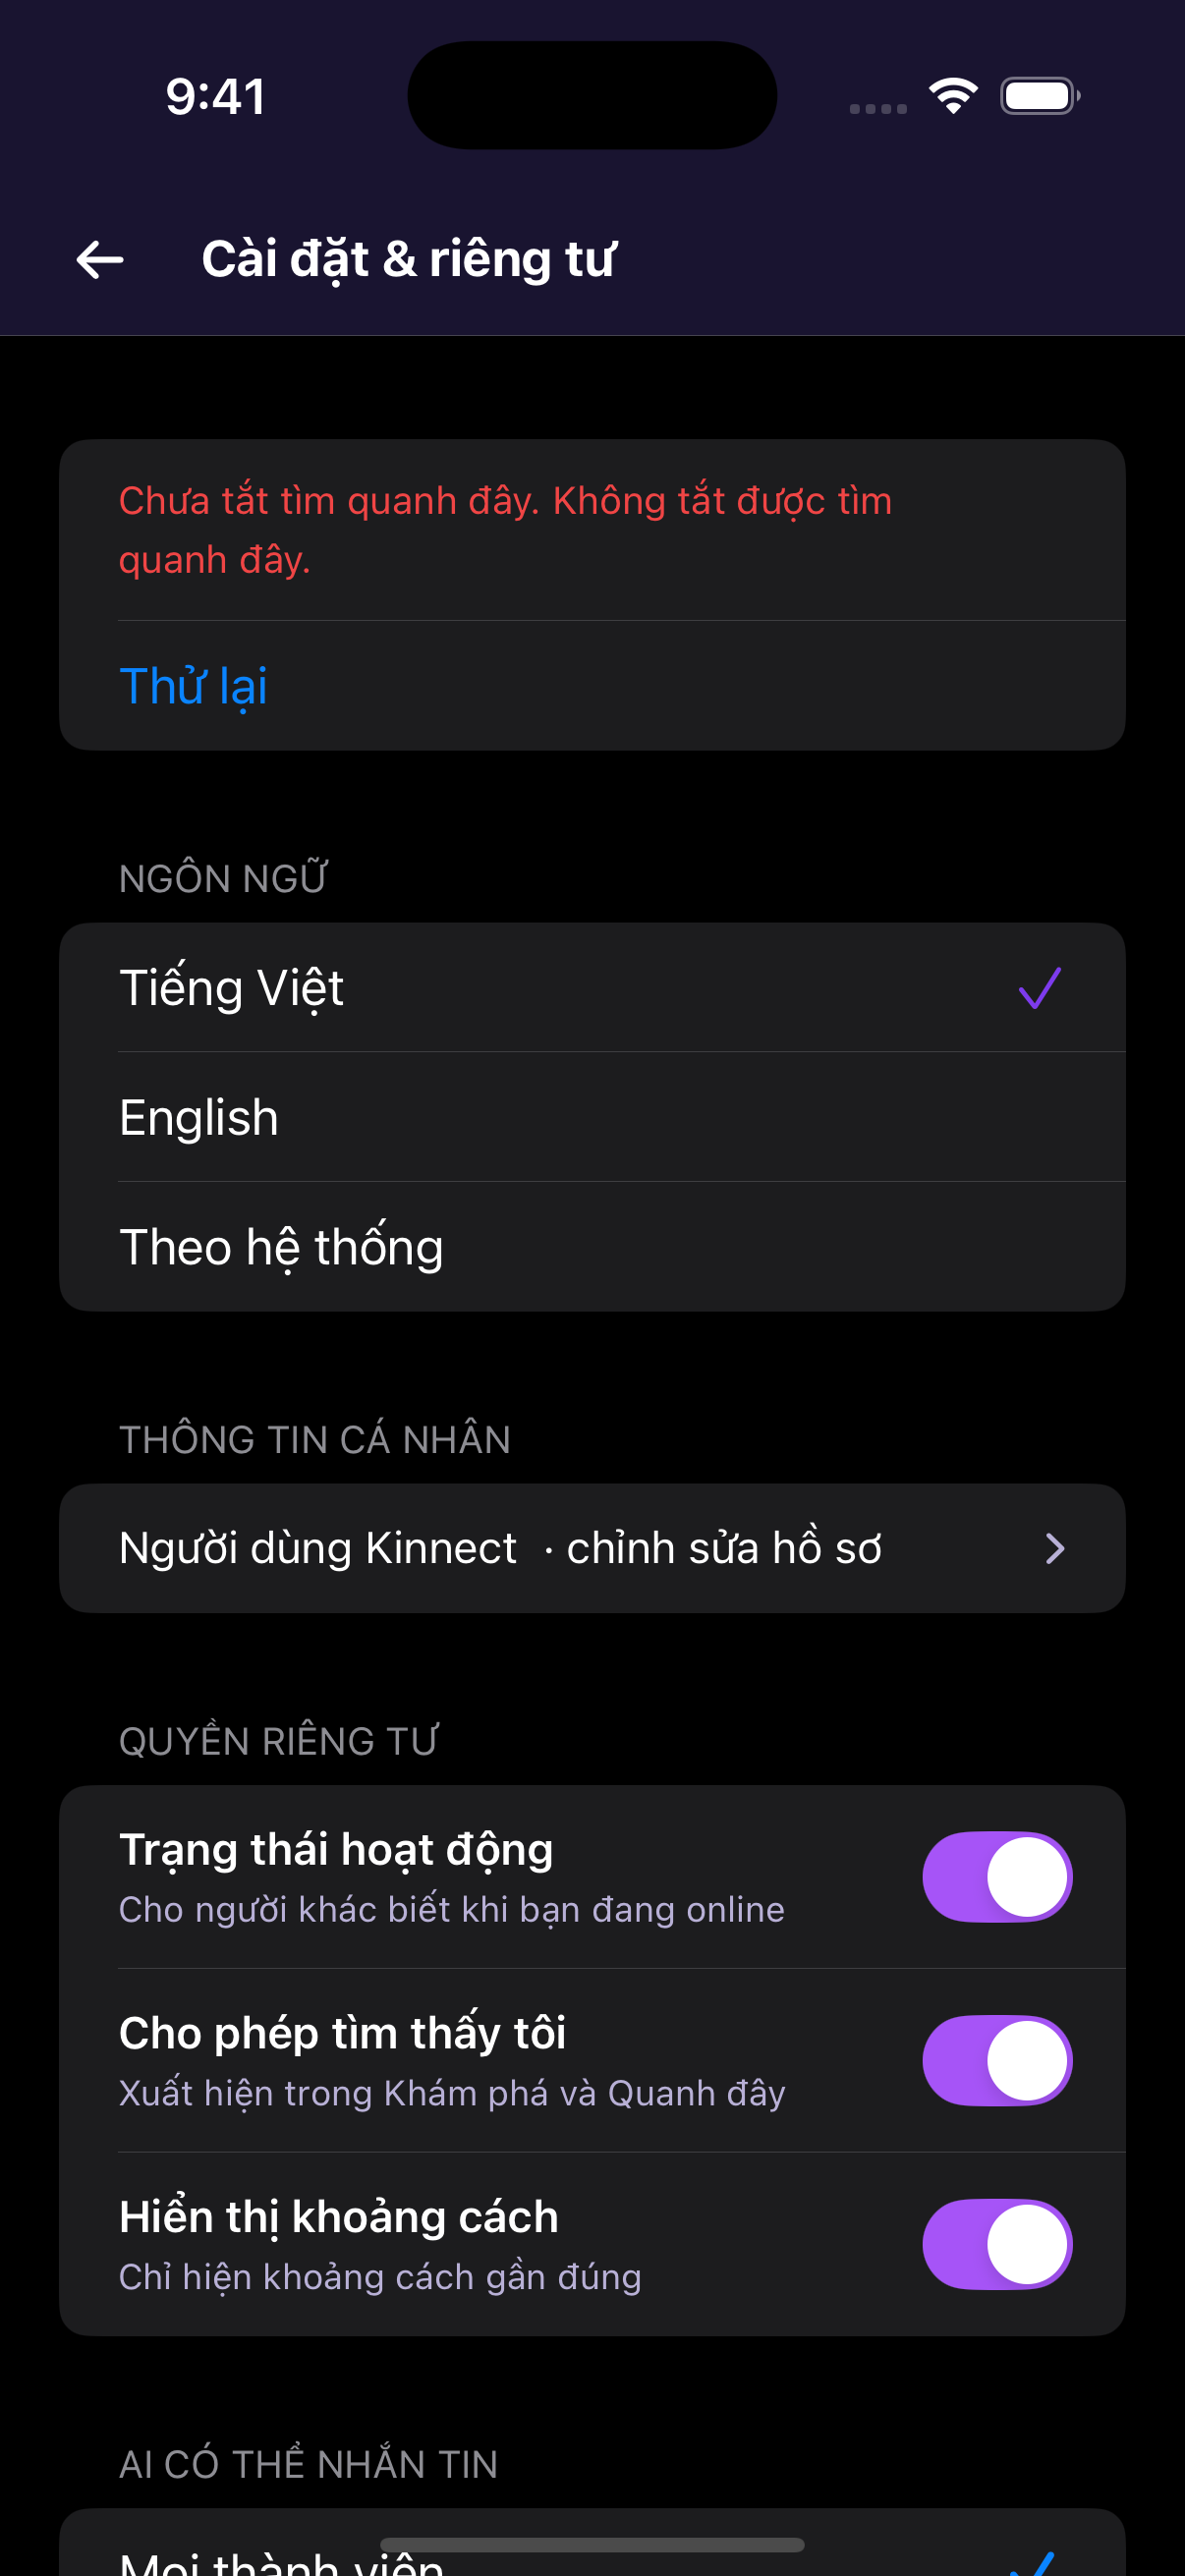 9:41
Cài đặt & riêng tư
Chưa tắt tìm quanh đây. Không tắt được tìm
quanh đây.
Thử lại
NGÔN NGỮ
Tiếng Việt
English
Theo hệ thống
THÔNG TIN CÁ NHÂN
Người dùng Kinnect · chỉnh sửa hồ sơ
QUYỀN RIÊNG TƯ
Trạng thái hoạt động
Cho người khác biết khi bạn đang online
Cho phép tìm thấy tôi
Xuất hiện trong Khám phá và Quanh đây
Hiển thị khoảng cách
Chỉ hiện khoảng cách gần đúng
AI CÓ THỂ NHẮN TIN
Mọi thành viên